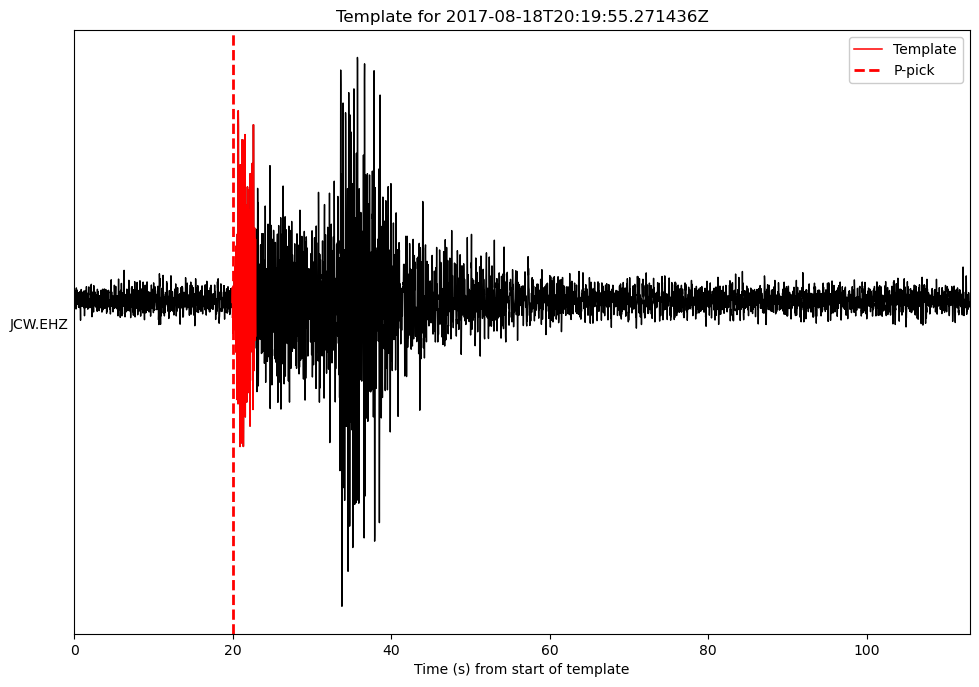 Template for 2017-08-18T20:19:55.271436Z
Template
P-pick
JCW.EHZ
0 20 40 60 80 100
Time (s) from start of template